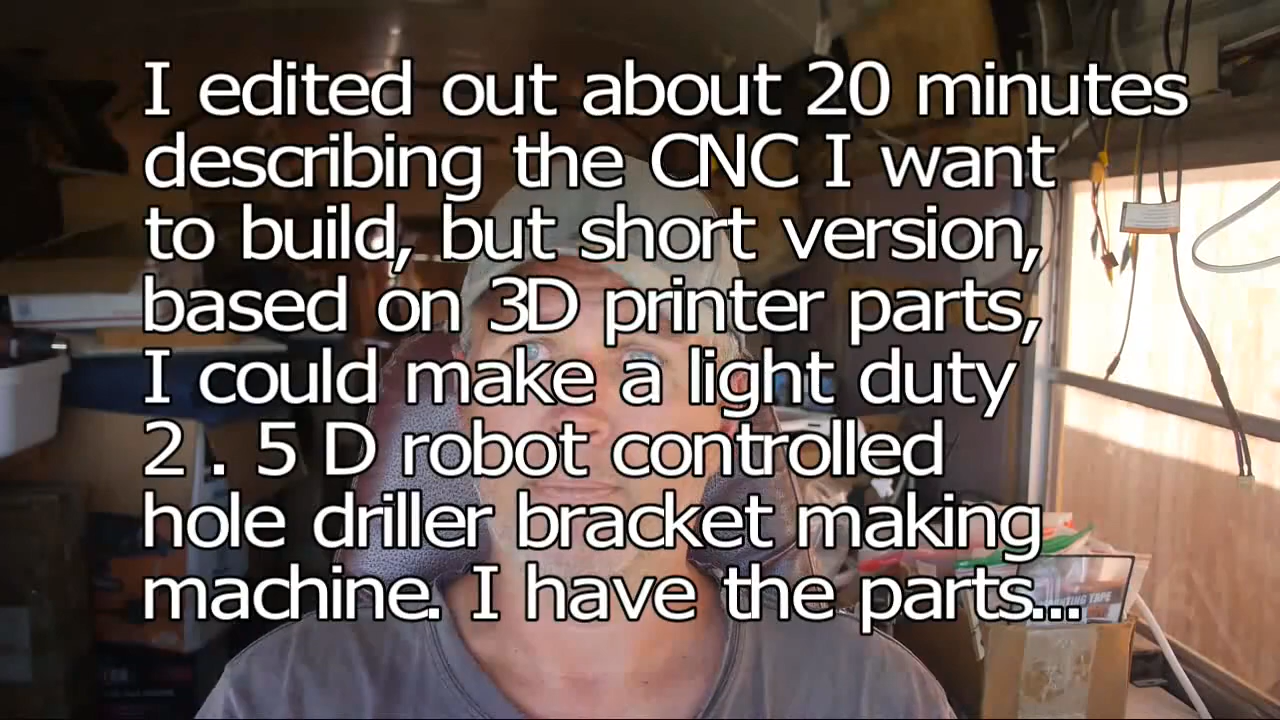 I edited out about 20 minutes
describing the CNC I want
to build, but short version,
based on 3D printer parts,
I could make a light duty
2 . 5 D robot controlled
hole driller bracket making
machine. I have the parts...
TAPE